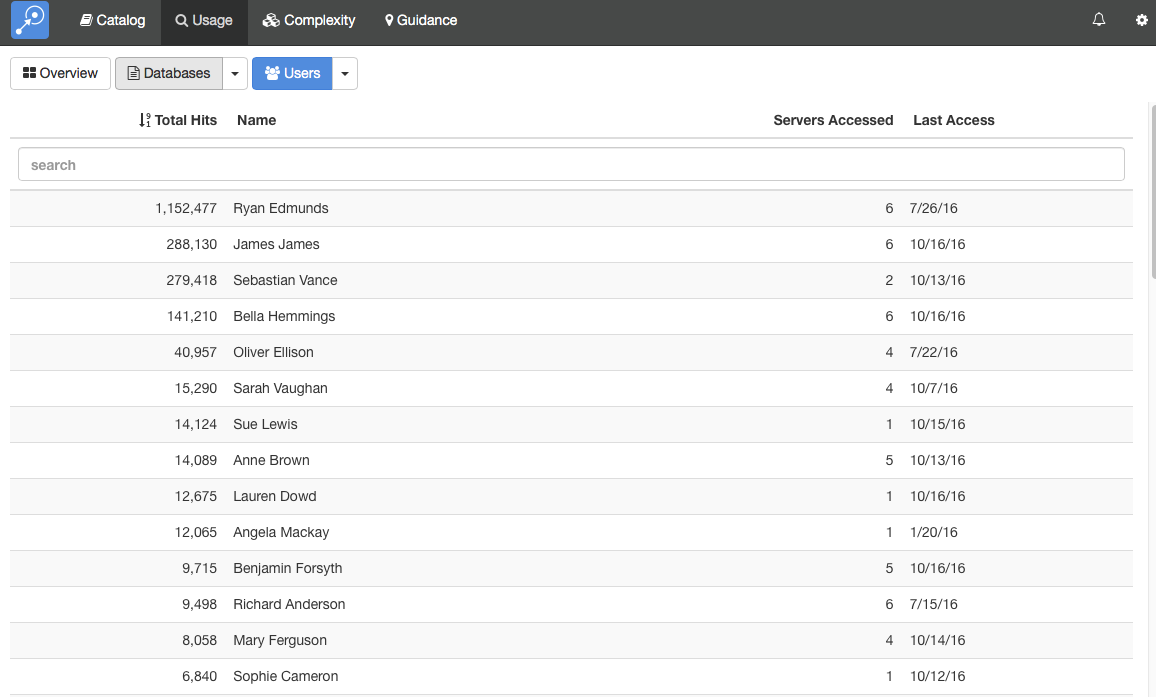 Catalog Usage Complexity Guidance
Overview Databases Users
Total Hits Name Servers Accessed Last Access
search
1,152,477 Ryan Edmunds 6 7/26/16
288,130 James James 6 10/16/16
279,418 Sebastian Vance 2 10/13/16
141,210 Bella Hemmings 6 10/16/16
40,957 Oliver Ellison 4 7/22/16
15,290 Sarah Vaughan 4 10/7/16
14,124 Sue Lewis 1 10/15/16
14,089 Anne Brown 5 10/13/16
12,675 Lauren Dowd 1 10/16/16
12,065 Angela Mackay 1 1/20/16
9,715 Benjamin Forsyth 5 10/16/16
9,498 Richard Anderson 6 7/15/16
8,058 Mary Ferguson 4 10/14/16
6,840 Sophie Cameron 1 10/12/16